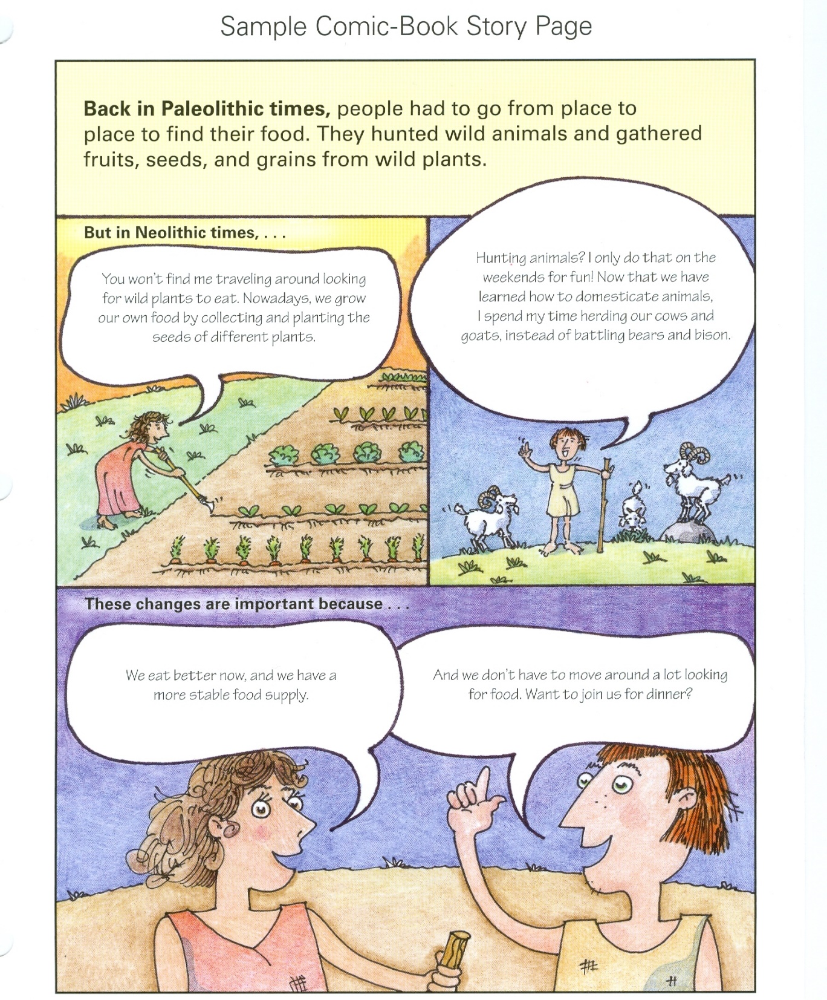 Sample Comic-Book Story Page
Back in Paleolithic times, people had to go from place to
place to find their food. They hunted wild animals and gathered
fruits, seeds, and grains from wild plants.
But in Neolithic times, . . .
You won't find me traveling around looking
for wild plants to eat. Nowadays, we grow
our own food by collecting and planting the
seeds of different plants.
Hunting animals? I only do that on the
weekends for fun! Now that we have
learned how to domesticate animals,
I spend my time herding our cows and
goats, instead of battling bears and bison.
These changes are important because . . .
We eat better now, and we have a
more stable food supply.
And we don't have to move around a lot looking
for food. Want to join us for dinner?